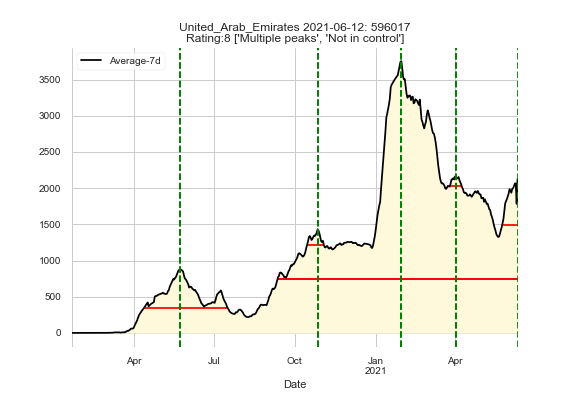 United_Arab_Emirates 2021-06-12: 596017
Rating:8 ['Multiple peaks', 'Not in control']
Average-7d
3500
3000
2500
2000
1500
1000
500
0
Apr
Jul
Oct
Jan
2021
Apr
Date